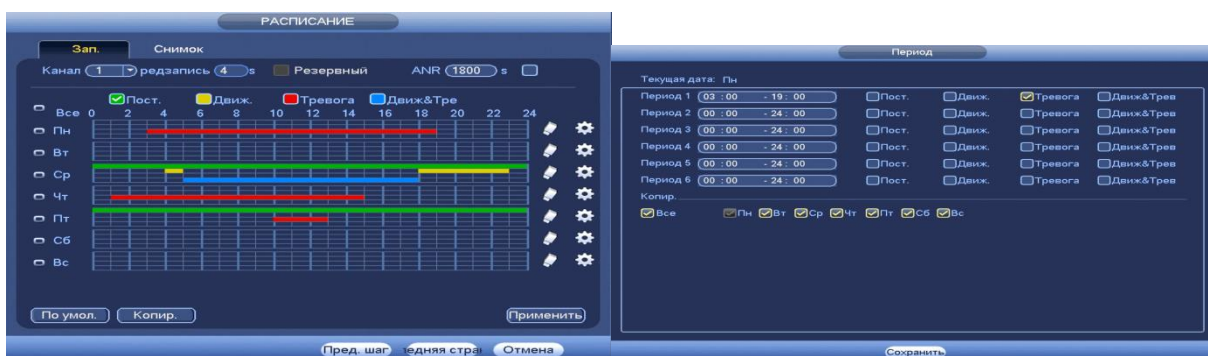 РАСПИСАНИЕ
Зап. Снимок
Канал 1 редзапись 4 s Резервный ANR 1800 s
Пост. Движ. Тревога Движ&Тре
Все 0 2 4 6 8 10 12 14 16 18 20 22 24
Пн
Вт
Ср
Чт
Пт
Сб
Вс
По умол. Копир. Применить
Пред. шаг едняя стра Отмена
Период
Текущая дата: Пн
Период 1 03 : 00 - 19 : 00 Пост. Движ. Тревога Движ&Трев
Период 2 00 : 00 - 24 : 00 Пост. Движ. Тревога Движ&Трев
Период 3 00 : 00 - 24 : 00 Пост. Движ. Тревога Движ&Трев
Период 4 00 : 00 - 24 : 00 Пост. Движ. Тревога Движ&Трев
Период 5 00 : 00 - 24 : 00 Пост. Движ. Тревога Движ&Трев
Период 6 00 : 00 - 24 : 00 Пост. Движ. Тревога Движ&Трев
Копир.
Все Пн Вт Ср Чт Пт Сб Вс
Сохранить